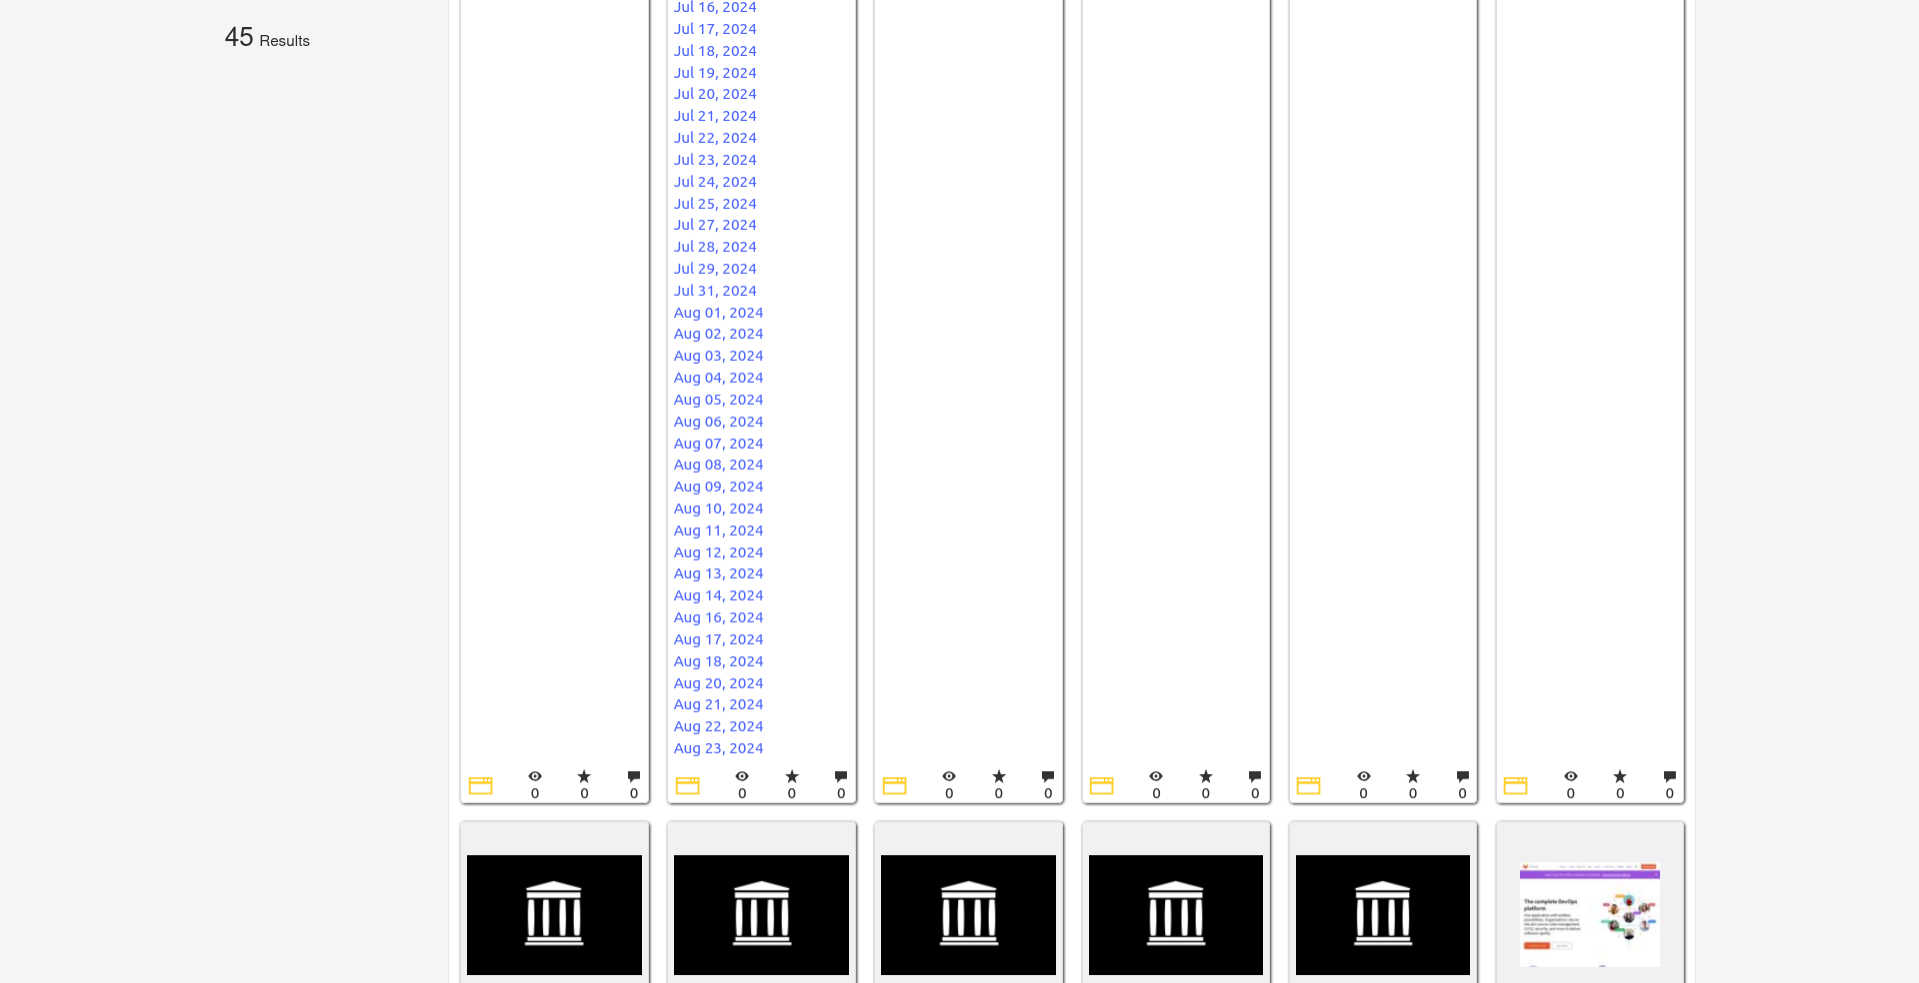 45 Results
Jul 16, 2024
Jul 17, 2024
Jul 18, 2024
Jul 19, 2024
Jul 20, 2024
Jul 21, 2024
Jul 22, 2024
Jul 23, 2024
Jul 24, 2024
Jul 25, 2024
Jul 27, 2024
Jul 28, 2024
Jul 29, 2024
Jul 31, 2024
Aug 01, 2024
Aug 02, 2024
Aug 03, 2024
Aug 04, 2024
Aug 05, 2024
Aug 06, 2024
Aug 07, 2024
Aug 08, 2024
Aug 09, 2024
Aug 10, 2024
Aug 11, 2024
Aug 12, 2024
Aug 13, 2024
Aug 14, 2024
Aug 16, 2024
Aug 17, 2024
Aug 18, 2024
Aug 20, 2024
Aug 21, 2024
Aug 22, 2024
Aug 23, 2024
0 0 0 0 0 0 0 0 0 0 0 0 0 0 0 0 0 0
The complete DevOps
platform